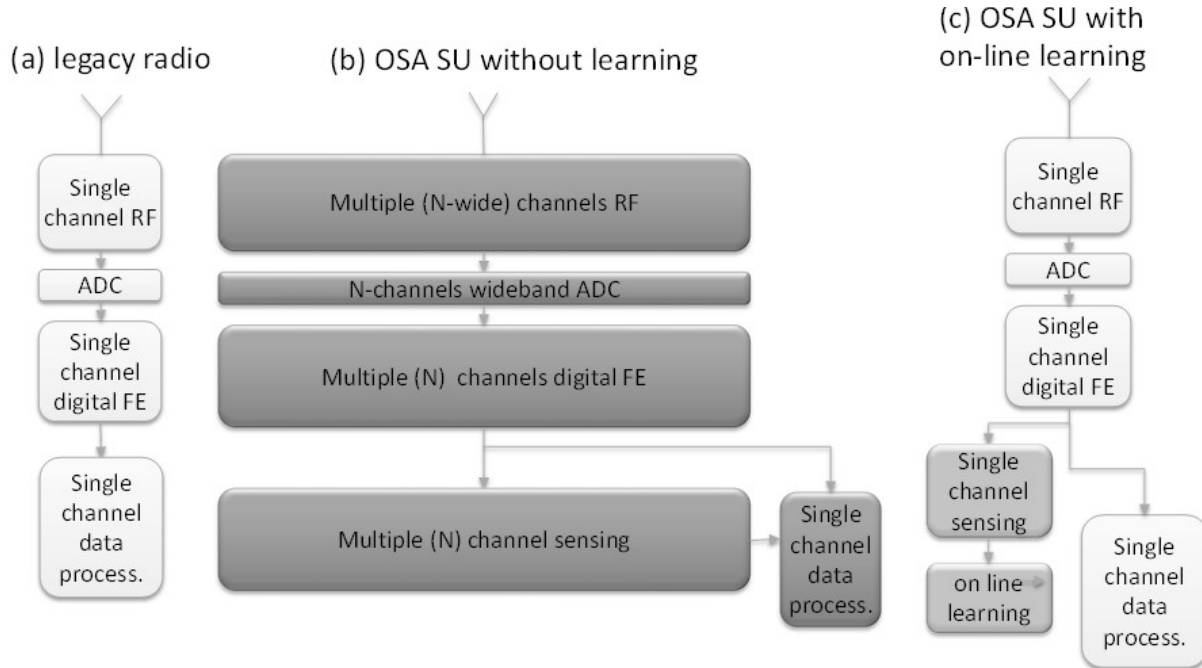 (a) legacy radio
Single
channel RF
ADC
Single
channel
digital FE
Single
channel
data
process.
(b) OSA SU without learning
Multiple (N-wide) channels RF
N-channels wideband ADC
Multiple (N) channels digital FE
Multiple (N) channel sensing
Single
channel
data
process.
(c) OSA SU with
on-line learning
Single
channel RF
ADC
Single
channel
digital FE
Single
channel
sensing
on line
learning
Single
channel
data
process.